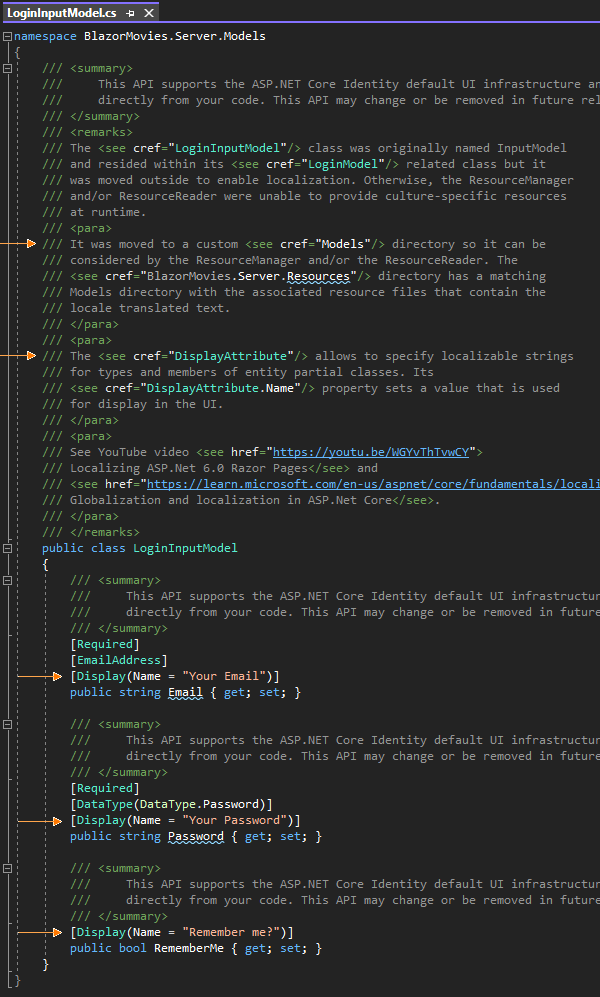 LoginInputModel.cs
namespace BlazorMovies.Server.Models
{
/// <summary>
///     This API supports the ASP.NET Core Identity default UI infrastructure
///     directly from your code. This API may change or be removed in future
/// </summary>
/// <remarks>
/// The <see cref="LoginInputModel"/> class was originally named InputModel
/// and resided within its <see cref="LoginModel"/> related class but it
/// was moved outside to enable localization. Otherwise, the ResourceManager
/// and/or ResourceReader were unable to provide culture-specific resources
/// at runtime.
/// <para>
/// It was moved to a custom <see cref="Models"/> directory so it can be
/// considered by the ResourceManager and/or the ResourceReader. The
/// <see cref="BlazorMovies.Server.Resources"/> directory has a matching
/// Models directory with the associated resource files that contain the
/// locale translated text.
/// </para>
/// <para>
/// The <see cref="DisplayAttribute"/> allows to specify localizable strings
/// for types and members of entity partial classes. Its
/// <see cref="DisplayAttribute.Name"/> property sets a value that is used
/// for display in the UI.
/// </para>
/// <para>
/// See YouTube video <see href="https://youtu.be/WGYvThTvwCY">
/// Localizing ASP.Net 6.0 Razor Pages</see> and
/// <see href="https://learn.microsoft.com/en-us/aspnet/core/fundamentals/locali
/// Globalization and localization in ASP.Net Core</see>.
/// </para>
/// </remarks>
public class LoginInputModel
{
/// <summary>
///     This API supports the ASP.NET Core Identity default UI infrastructur
///     directly from your code. This API may change or be removed in future
/// </summary>
[Required]
[EmailAddress]
[Display(Name = "Your Email")]
public string Email { get; set; }
/// <summary>
///     This API supports the ASP.NET Core Identity default UI infrastructur
///     directly from your code. This API may change or be removed in future
/// </summary>
[Required]
[DataType(DataType.Password)]
[Display(Name = "Your Password")]
public string Password { get; set; }
/// <summary>
///     This API supports the ASP.NET Core Identity default UI infrastructur
///     directly from your code. This API may change or be removed in future
/// </summary>
[Display(Name = "Remember me?")]
public bool RememberMe { get; set; }
}
}